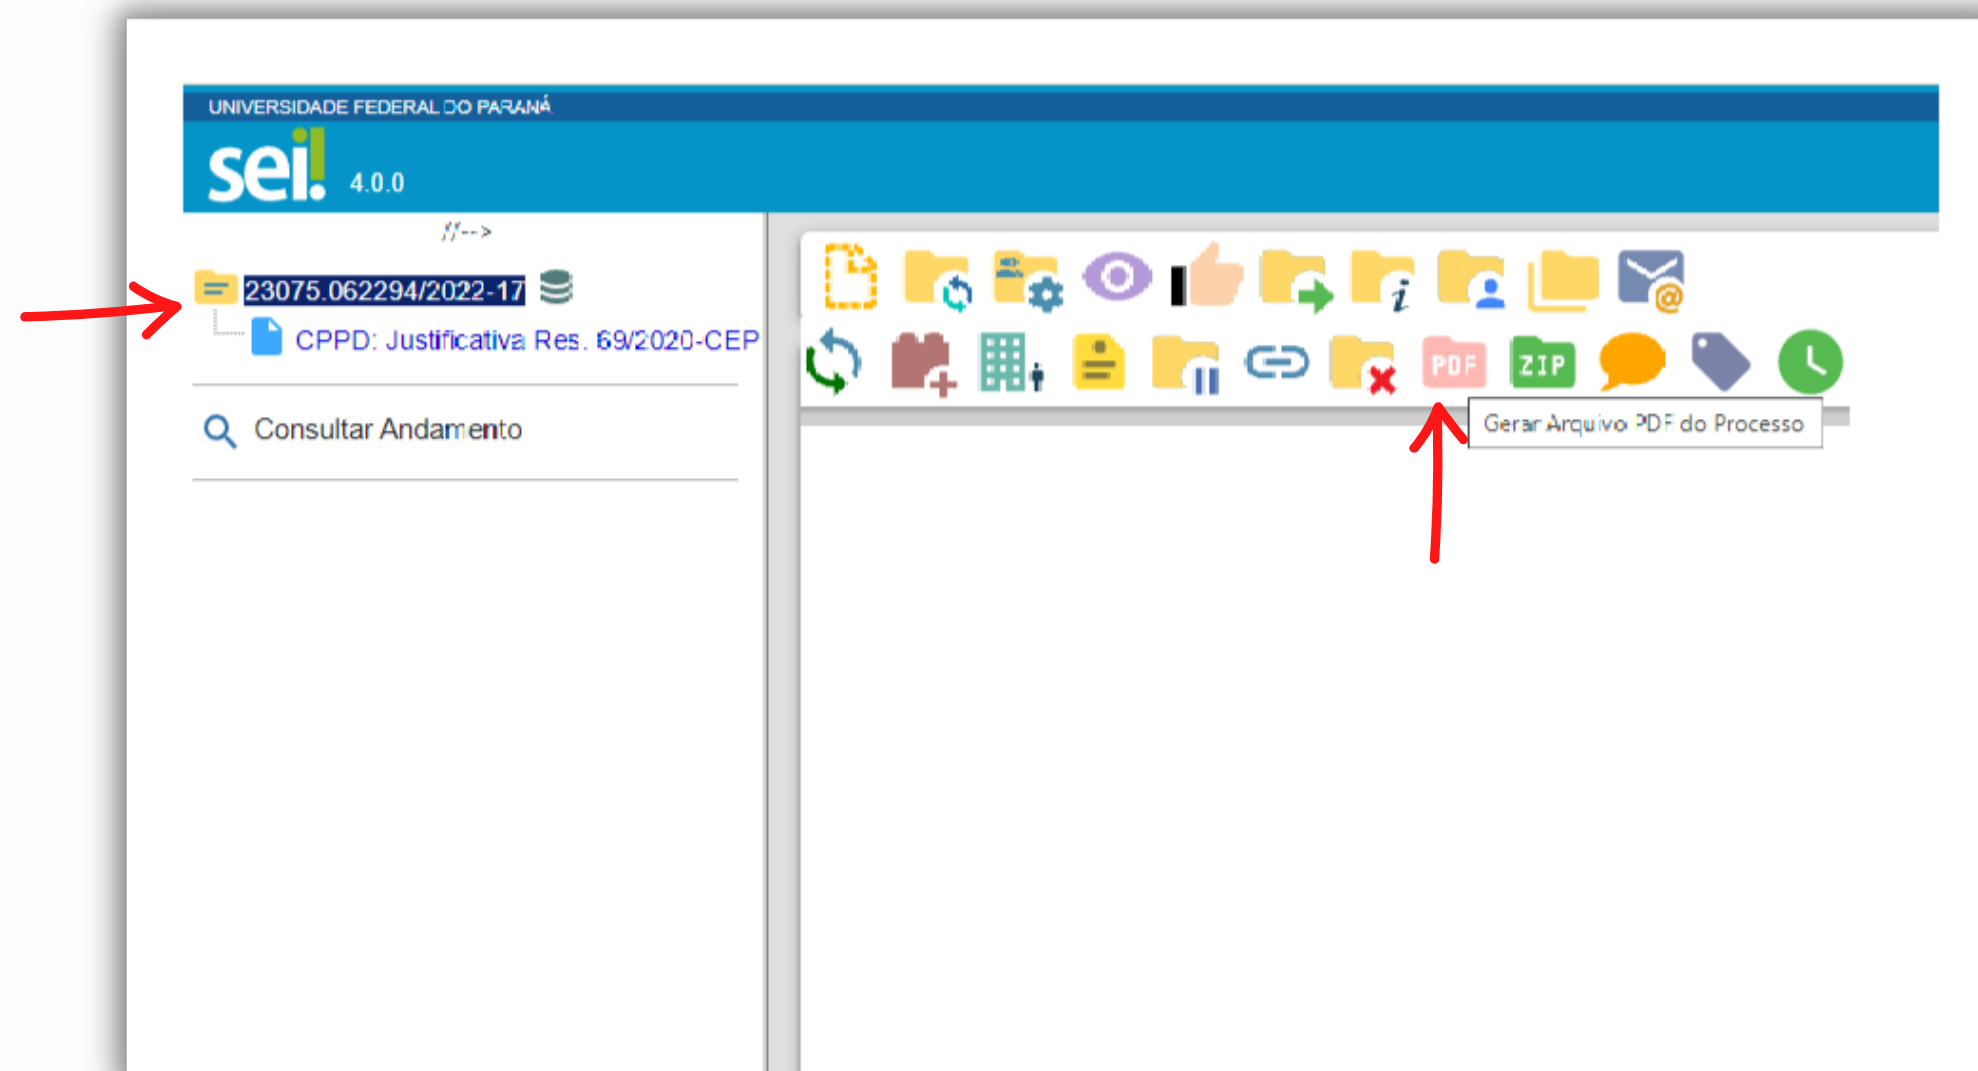 UNIVERSIDADE FEDERAL DO PARANÁ
sei!
4.0.0
//-->
23075.062294/2022-17
CPPD: Justificativa Res. 69/2020-CEP
Consultar Andamento
i
@
PDF
ZIP
Gerar Arquivo PDF do Processo